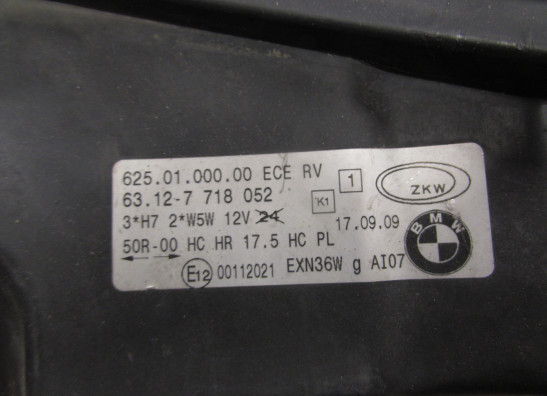 625.01.000.00 ECE RV 1 ZKW
63.12-7 718 052 K1
3*H7 2*W5W 12V 24 17.09.09
50R-00 HC HR 17.5 HC PL BMW
E12 00112021 EXN36W g AI07